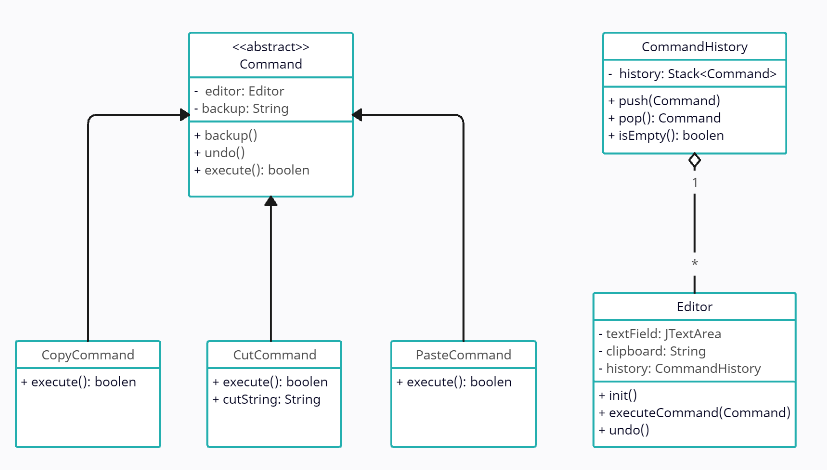 <<abstract>>
Command
- editor: Editor
- backup: String
+ backup()
+ undo()
+ execute(): boolen
CommandHistory
- history: Stack<Command>
+ push(Command)
+ pop(): Command
+ isEmpty(): boolen
1
*
CopyCommand
+ execute(): boolen
CutCommand
+ execute(): boolen
+ cutString: String
PasteCommand
+ execute(): boolen
Editor
- textField: JTextArea
- clipboard: String
- history: CommandHistory
+ init()
+ executeCommand(Command)
+ undo()